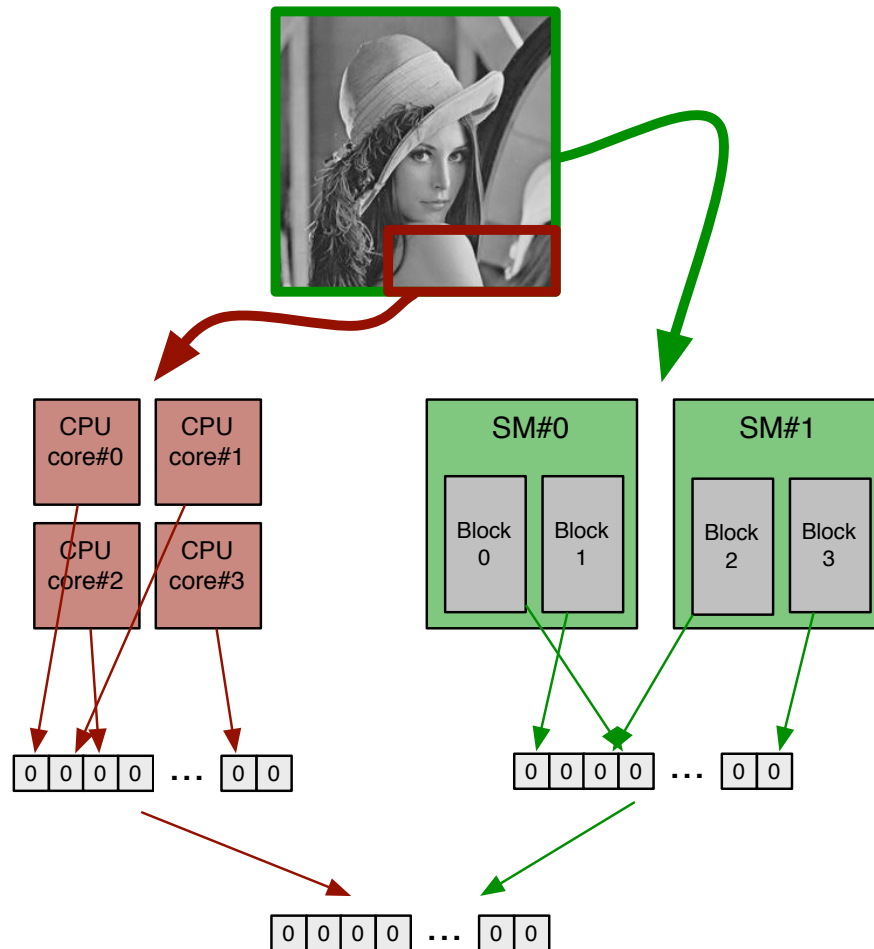 CPU
core#0
CPU
core#1
CPU
core#2
CPU
core#3
SM#0
SM#1
Block
0
Block
1
Block
2
Block
3
0 0 0 0 ... 0 0
0 0 0 0 ... 0 0
0 0 0 0 ... 0 0